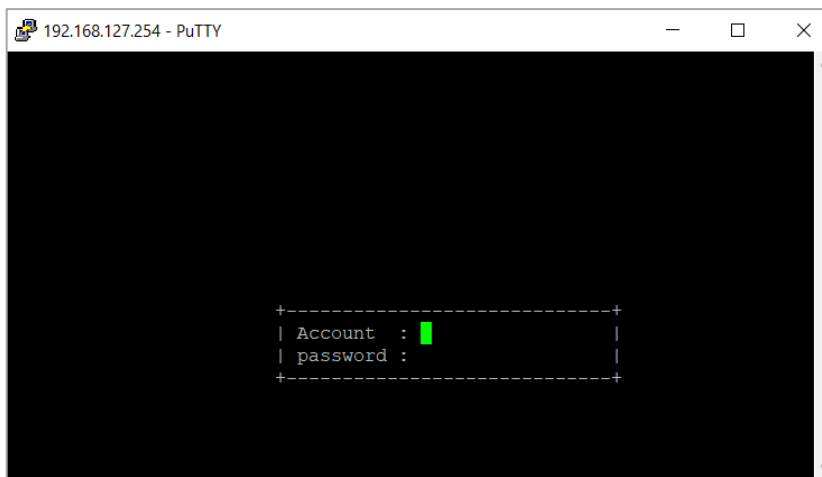 192.168.127.254 - PuTTY
+-----------------------------+
| Account  :                  |
| password :                  |
+-----------------------------+